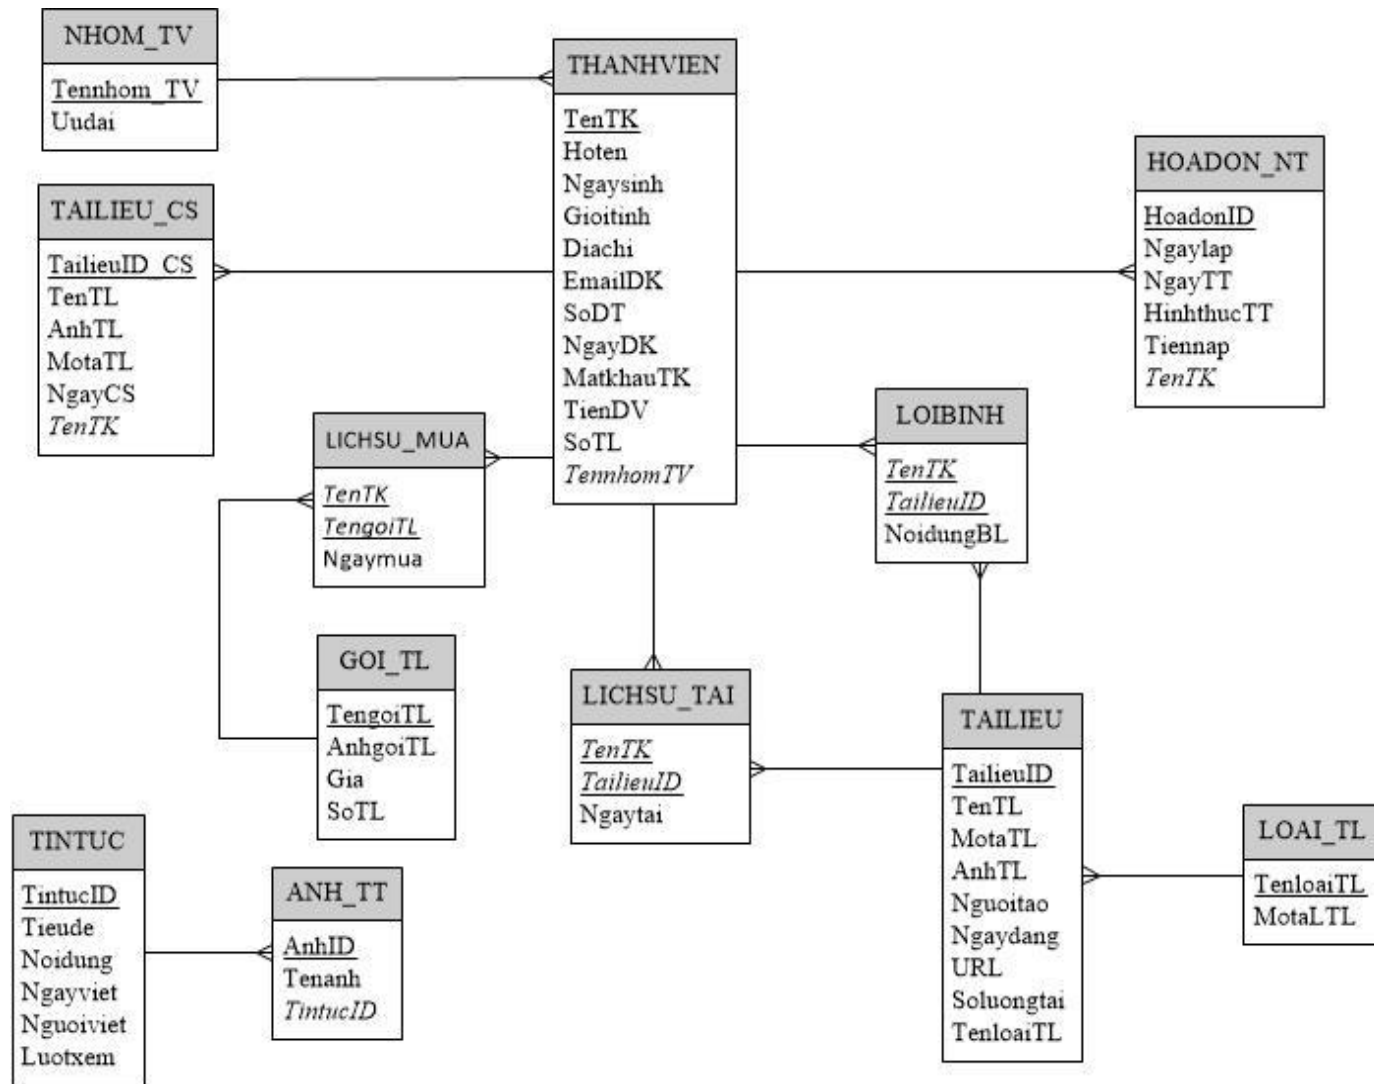 NHOM_TV
Tennhom_TV
Uudai
THANHVIEN
TenTK
Hoten
Ngaysinh
Gioitinh
Diachi
EmailDK
SoDT
NgayDK
MatkhauTK
TienDV
SoTL
TennhomTV
HOADON_NT
HoadonID
Ngaylap
NgayTT
HinhthucTT
Tiennap
TenTK
TAILIEU_CS
TailieuID_CS
TenTL
AnhTL
MotaTL
NgayCS
TenTK
LICHSU_MUA
TenTK
TengoiTL
Ngaymua
LOIBINH
TenTK
TailieuID
NoidungBL
GOI_TL
TengoiTL
AnhgoiTL
Gia
SoTL
LICHSU_TAI
TenTK
TailieuID
Ngaytai
TAILIEU
TailieuID
TenTL
MotaTL
AnhTL
Nguoitao
Ngaydang
URL
Soluongtai
TenloaiTL
LOAI_TL
TenloaiTL
MotaLTL
TINTUC
TintucID
Tieude
Noidung
Ngayviet
Nguoiviet
Luotxem
ANH_TT
AnhID
Tenanh
TintucID